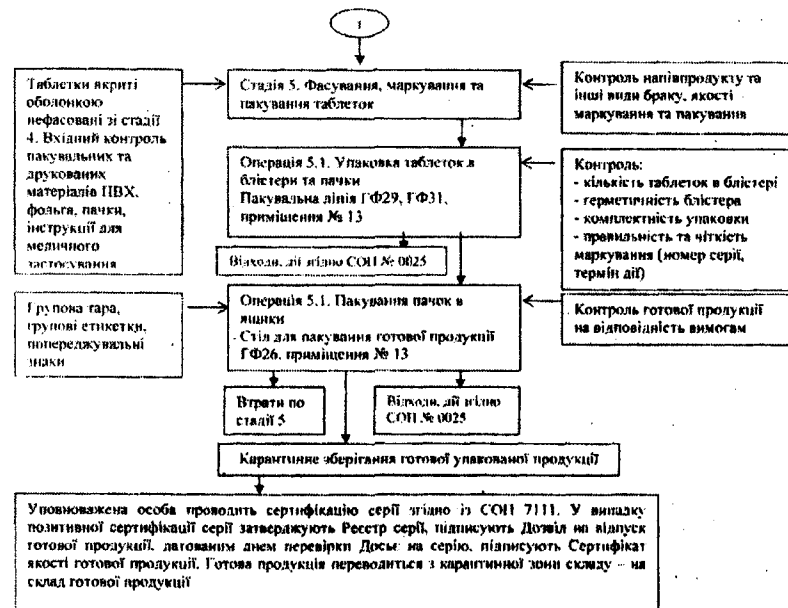 1
Таблетки вкриті
оболонкою
нефасовані зі стадії
4. Вхідний контроль
пакувальних та
друкованих
матеріалів ПВХ,
фольга, пачки,
інструкції для
медичного
застосування
Стадія 5. Фасування, маркування та
пакування таблеток
Контроль напівпродукту та
інші види браку, якості
маркування та пакування
Операція 5.1. Упаковка таблеток в
блістери та пачки
Пакувальна лінія ГФ29, ГФ31,
приміщення № 13
Контроль:
- кількість таблеток в блістері
- герметичність блістера
- комплектність упаковки
- правильність та чіткість
маркування (номер серії,
термін дії)
Відходи, дії згідно СОП № 0025
Групова тара,
групові етикетки,
попереджувальні
знаки
Операція 5.1. Пакування пачок в
ящики
- Стіл для пакування готової продукції
ГФ26, приміщення № 13
Контроль готової продукції
на відповідність вимогам
Втрати по
стадії 5
Відходи, дії згідно
СОП № 0025
Карантинне зберігання готової упакованої продукції
Уповноважена особа проводить сертифікацію серії згідно із СОП 7111. У випадку
позитивної сертифікації серії затверджують Реєстр серії, підписують Дозвіл на відпуск
готової продукції, датованим днем перевірки Досьє на серію, підписують Сертифікат
якості готової продукції. Готова продукція переводиться з карантинної зони складу – на
склад готової продукції